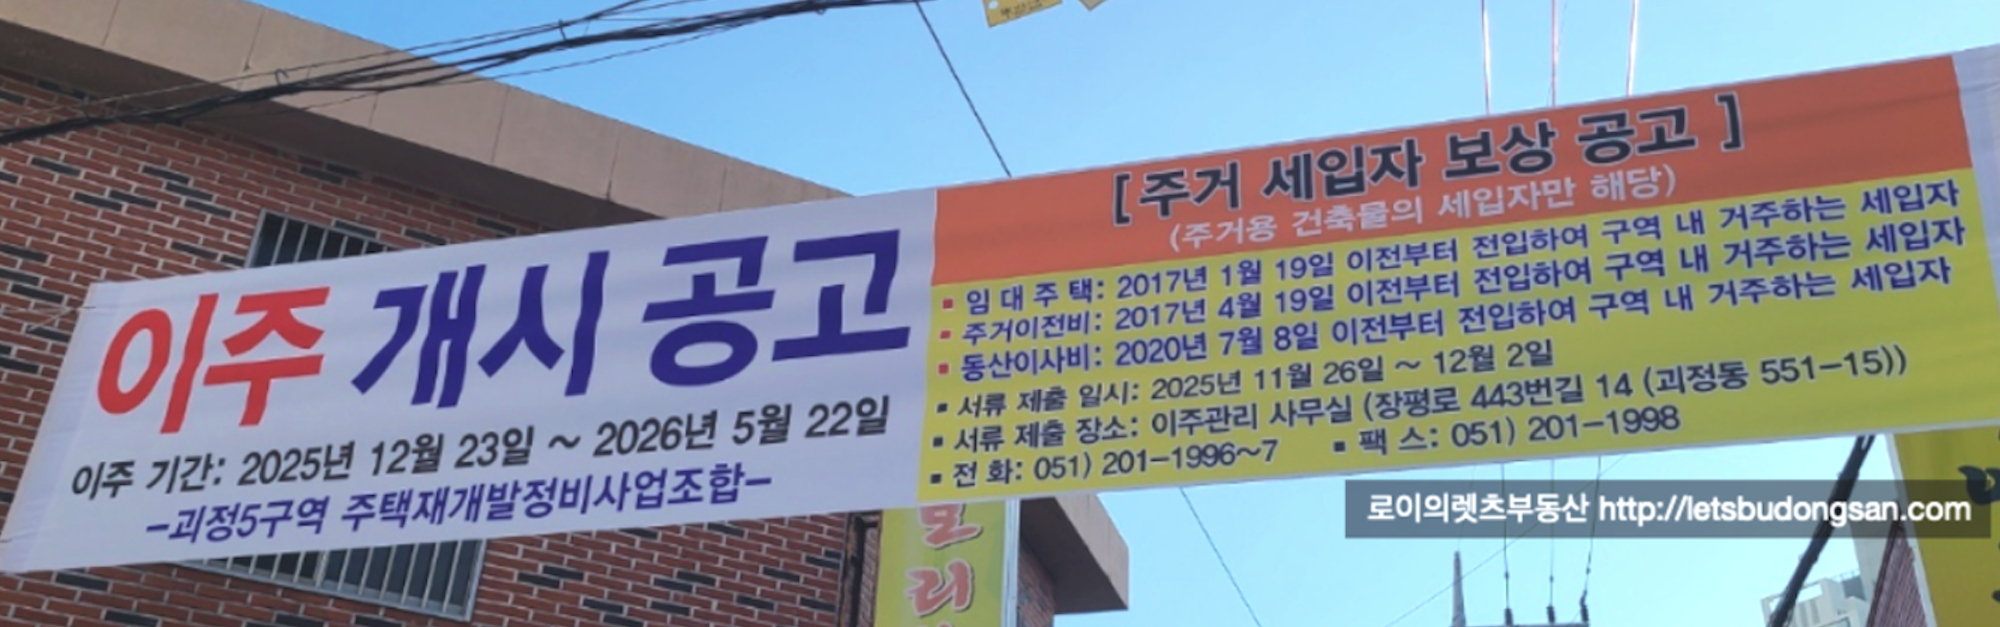 이주 개시 공고
이주 기간: 2025년 12월 23일 ~ 2026년 5월 22일
-괴정5구역 주택재개발정비사업조합-
[주거 세입자 보상 공고]
(주거용 건축물의 세입자만 해당)
▪ 임 대 주 택: 2017년 1월 19일 이전부터 전입하여 구역 내 거주하는 세입자
▪ 주거이전비: 2017년 4월 19일 이전부터 전입하여 구역 내 거주하는 세입자
▪ 동산이사비: 2020년 7월 8일 이전부터 전입하여 구역 내 거주하는 세입자
▪ 서류 제출 일시: 2025년 11월 26일 ~ 12월 2일
▪ 서류 제출 장소: 이주관리 사무실 (장평로 443번길 14 (괴정동 551-15))
▪ 전 화: 051) 201-1996~7 ▪ 팩 스: 051) 201-1998
로이의렛츠부동산 http://letsbudongsan.com
리